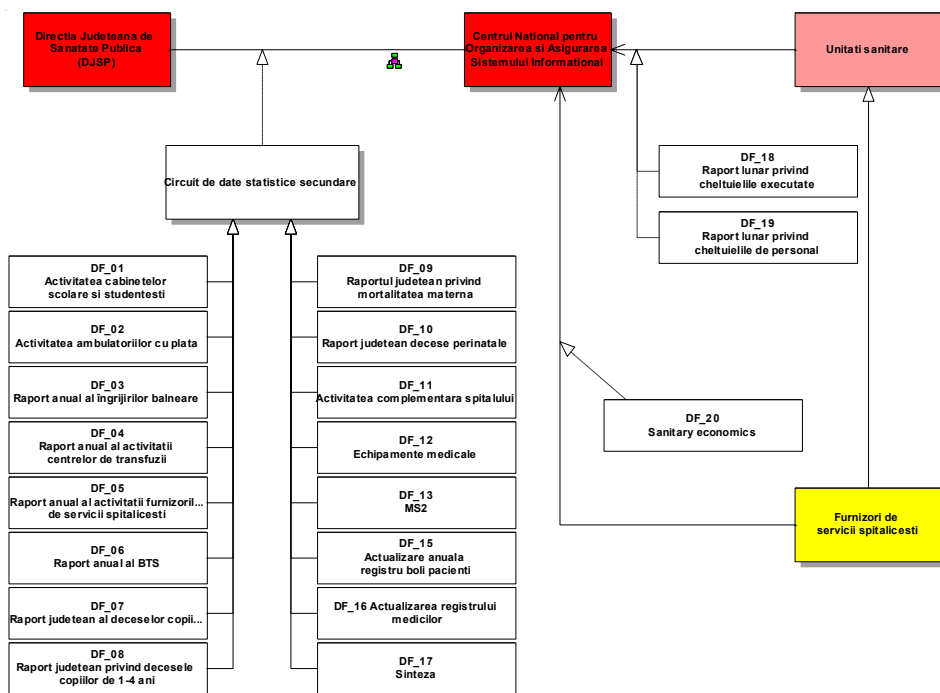 Directia Judeteana de
Sanatate Publica
(DJSP)
Centrul National pentru
Organizarea si Asigurarea
Sistemului Informational
Unitati sanitare
Circuit de date statistice secundare
DF_18
Raport lunar privind
cheltuielile executate
DF_19
Raport lunar privind
cheltuielile de personal
DF_01
Activitatea cabinetelor
scolare si studentesti
DF_02
Activitatea ambulatoriilor cu plata
DF_03
Raport anual al îngrijirilor balneare
DF_04
Raport anual al activitatii
centrelor de transfuzii
DF_05
Raport anual al activitatii furnizoril...
de servicii spitalicesti
DF_06
Raport anual al BTS
DF_07
Raport judetean al deceselor copii...
DF_08
Raport judetean privind decesele
copiilor de 1-4 ani
DF_09
Raportul judetean privind
mortalitatea materna
DF_10
Raport judetean decese perinatale
DF_11
Activitatea complementara spitalului
DF_12
Echipamente medicale
DF_13
MS2
DF_15
Actualizare anuala
registru boli pacienti
DF_16 Actualizarea registrului
medicilor
DF_17
Sinteza
DF_20
Sanitary economics
Furnizori de
servicii spitalicesti